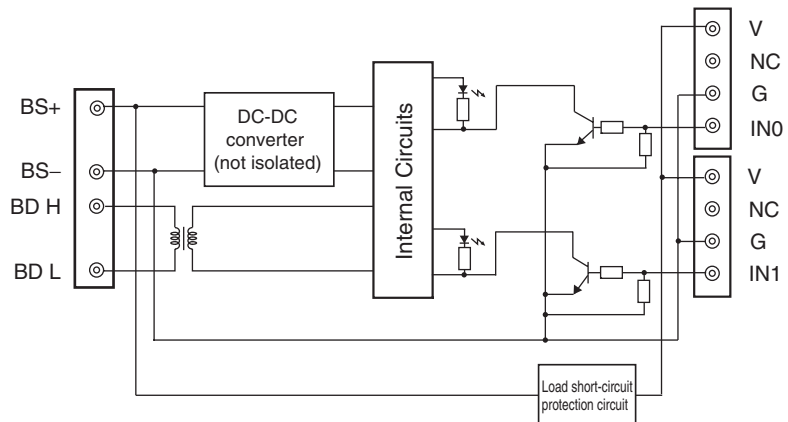 BS+
BS−
BD H
BD L
DC-DC
converter
(not isolated)
Internal Circuits
V
NC
G
IN0
V
NC
G
IN1
Load short-circuit
protection circuit